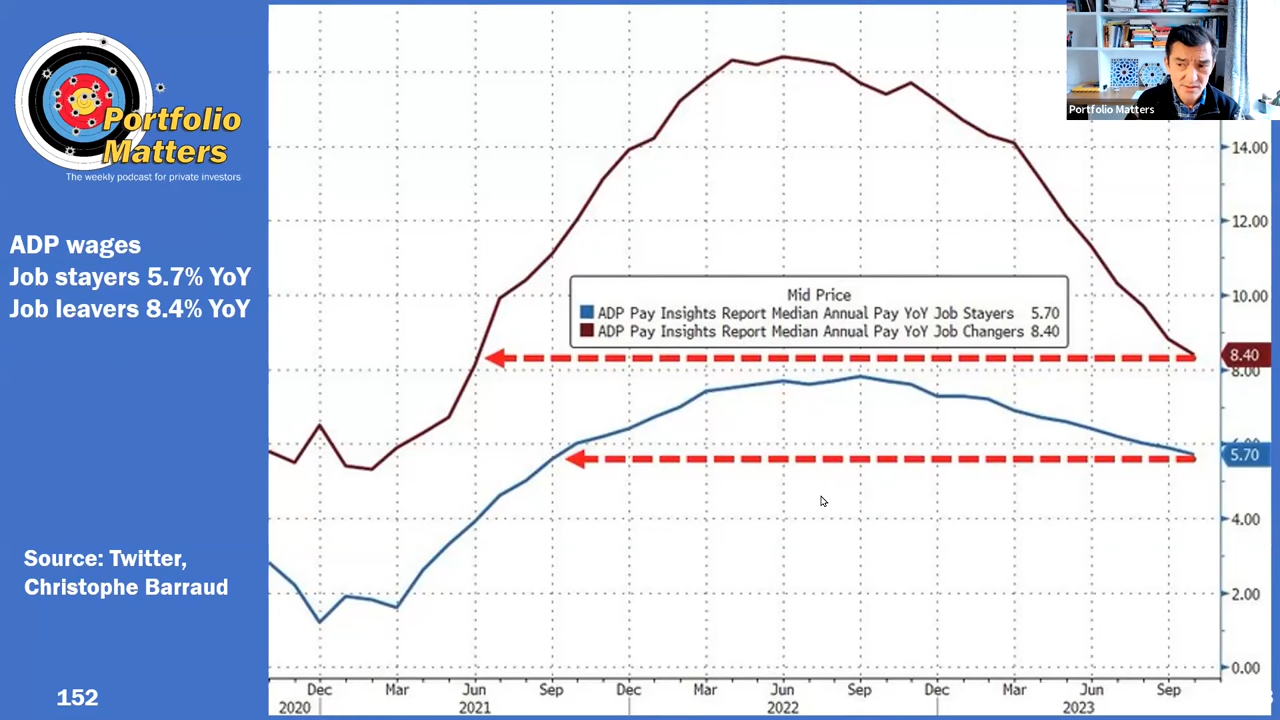 Portfolio
Matters
The weekly podcast for private investors
ADP wages
Job stayers 5.7% YoY
Job leavers 8.4% YoY
Source: Twitter,
Christophe Barraud
152
Portfolio Matters
Mid Price
ADP Pay Insights Report Median Annual Pay YoY Job Stayers 5.70
ADP Pay Insights Report Median Annual Pay YoY Job Changers 8.40
14.00
12.00
10.00
8.40
8.00
6.00
5.70
4.00
2.00
0.00
Dec Mar Jun Sep Dec Mar Jun Sep Dec Mar Jun Sep
2020 2021 2022 2023